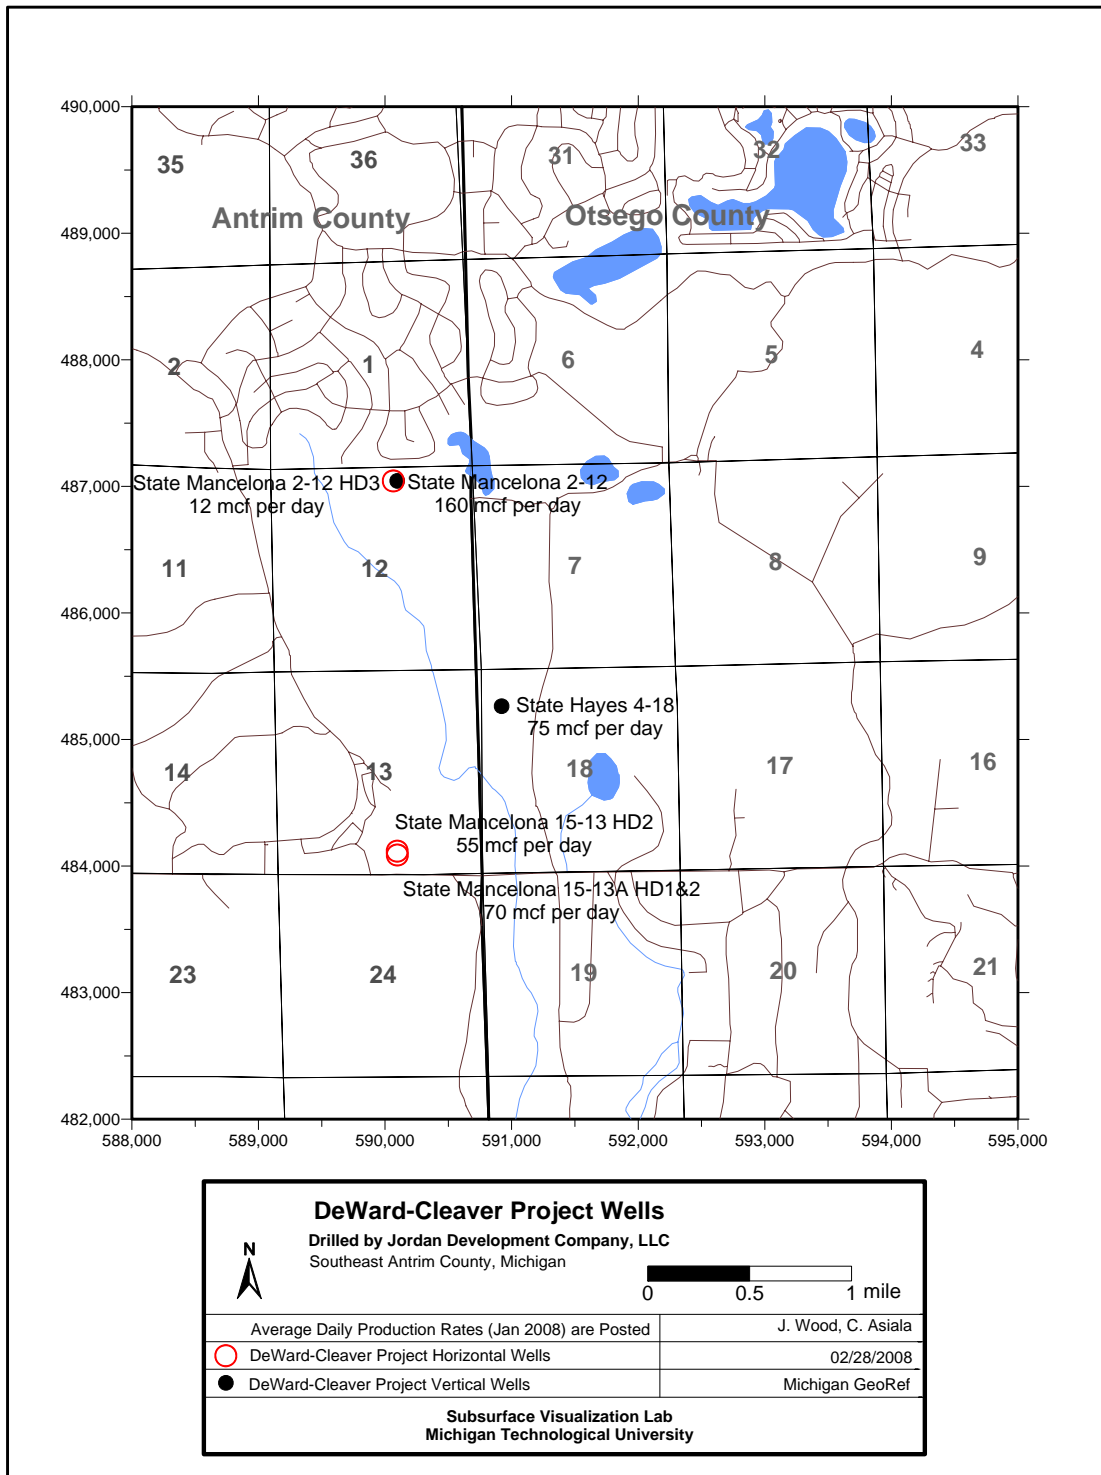 490,000
35
36
31
32
33
Antrim County
Otsego County
489,000
488,000
2
1
6
5
4
487,000
State Mancelona 2-12 HD3
12 mcf per day
State Mancelona 2-12
160 mcf per day
11
12
7
8
9
486,000
State Hayes 4-18
75 mcf per day
485,000
14
13
18
17
16
State Mancelona 15-13 HD2
55 mcf per day
484,000
State Mancelona 15-13A HD1&2
70 mcf per day
23
24
19
20
21
483,000
482,000
588,000
589,000
590,000
591,000
592,000
593,000
594,000
595,000
DeWard-Cleaver Project Wells
Drilled by Jordan Development Company, LLC
Southeast Antrim County, Michigan
N
0
0.5
1 mile
Average Daily Production Rates (Jan 2008) are Posted
J. Wood, C. Asiala
DeWard-Cleaver Project Horizontal Wells
02/28/2008
DeWard-Cleaver Project Vertical Wells
Michigan GeoRef
Subsurface Visualization Lab
Michigan Technological University